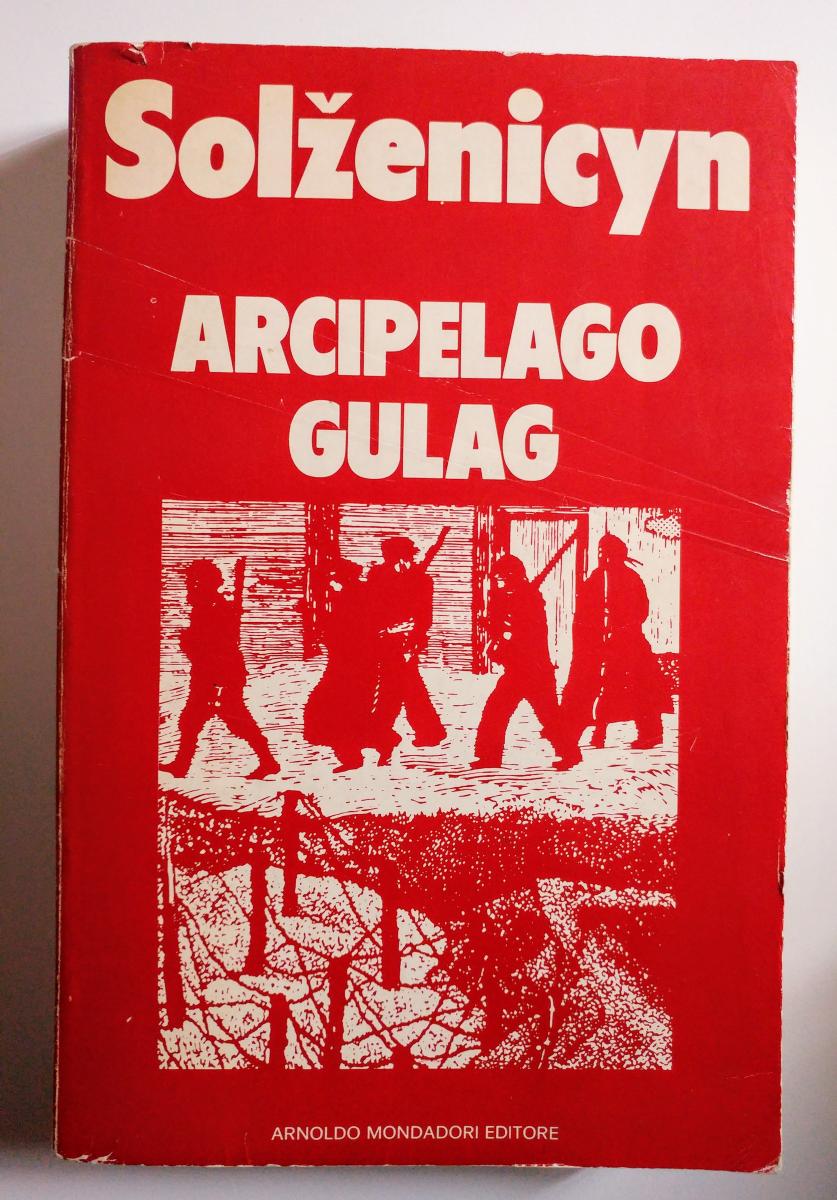 Solženicyn
ARCIPELAGO
GULAG
ARNOLDO MONDADORI EDITORE